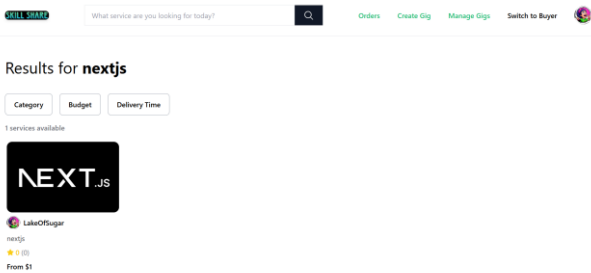 SKILL SHARE
What service are you looking for today?
Orders
Create Gig
Manage Gigs
Switch to Buyer
Results for nextjs
Category
Budget
Delivery Time
1 services available
NEXT.JS
LakeOfSugar
nextjs
0 (0)
From $1